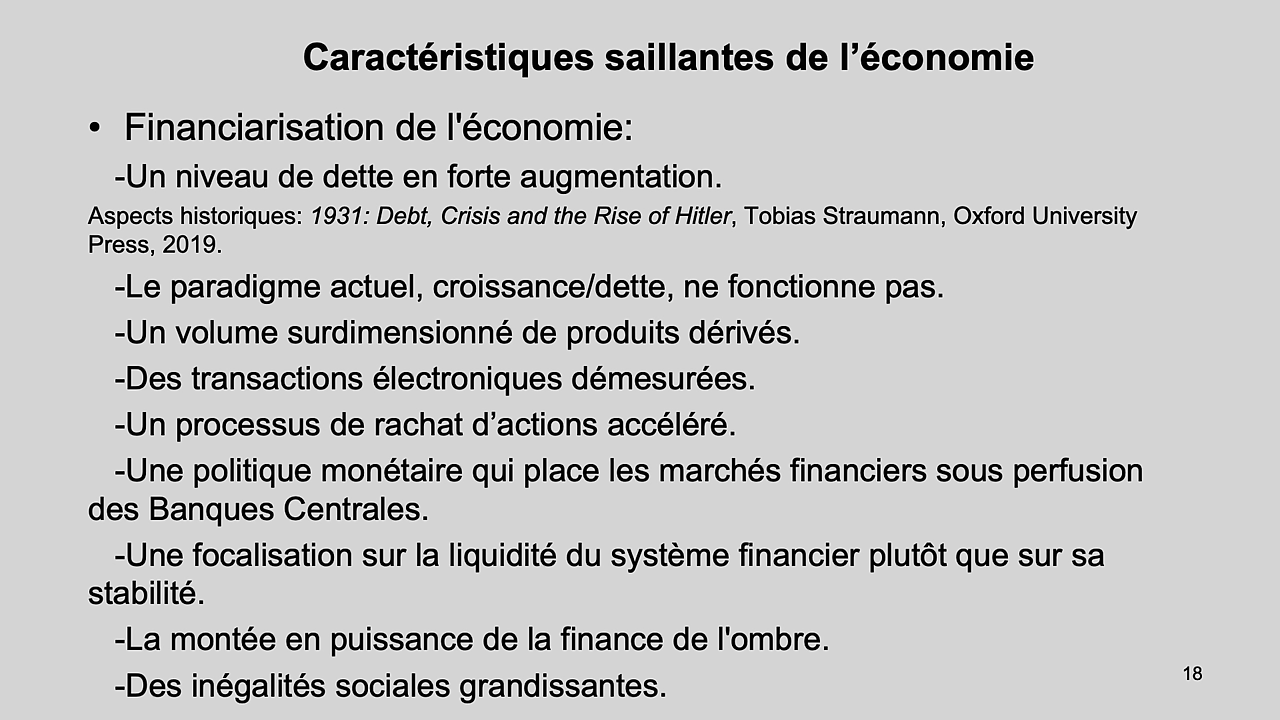 Caractéristiques saillantes de l’économie
• Financiarisation de l'économie:
-Un niveau de dette en forte augmentation.
Aspects historiques: 1931: Debt, Crisis and the Rise of Hitler, Tobias Straumann, Oxford University
Press, 2019.
-Le paradigme actuel, croissance/dette, ne fonctionne pas.
-Un volume surdimensionné de produits dérivés.
-Des transactions électroniques démesurées.
-Un processus de rachat d’actions accéléré.
-Une politique monétaire qui place les marchés financiers sous perfusion
des Banques Centrales.
-Une focalisation sur la liquidité du système financier plutôt que sur sa
stabilité.
-La montée en puissance de la finance de l'ombre.
-Des inégalités sociales grandissantes.
18